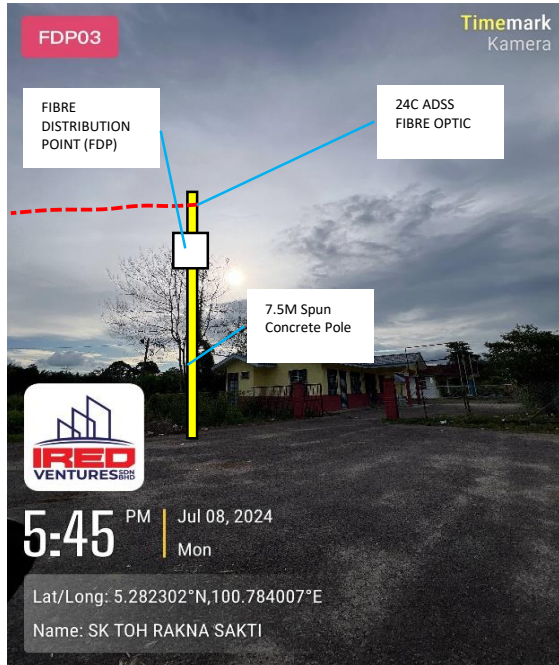 FDP03
Timemark
Kamera
FIBRE
DISTRIBUTION
POINT (FDP)
24C ADSS
FIBRE OPTIC
7.5M Spun
Concrete Pole
IRED
VENTURES SDN
BHD
5:45 PM
Jul 08, 2024
Mon
Lat/Long: 5.282302°N,100.784007°E
Name: SK TOH RAKNA SAKTI